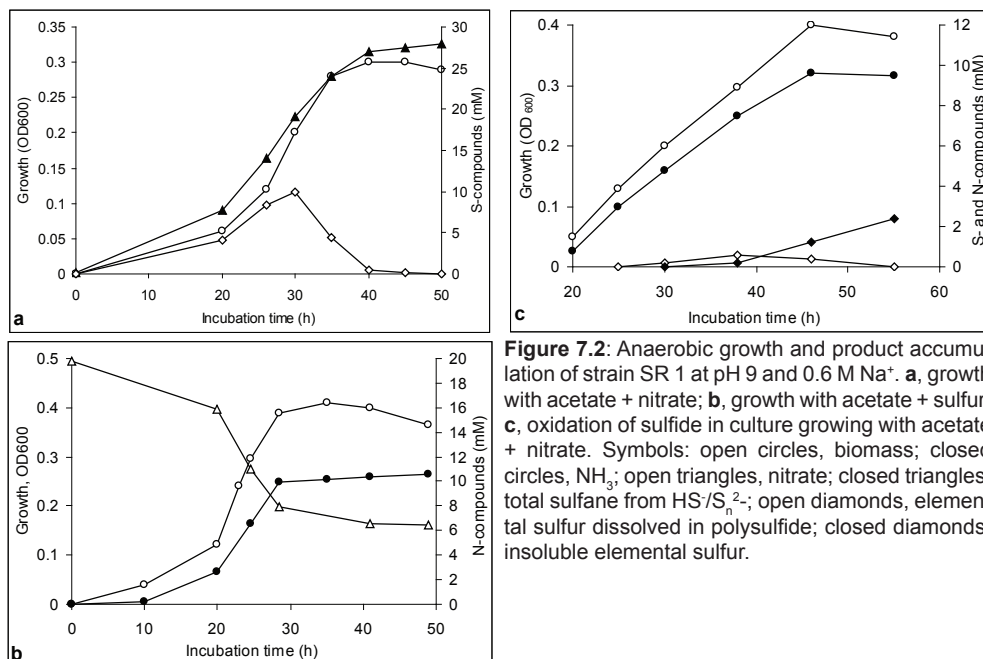 0.35
0.3
0.25
0.2
0.15
0.1
0.05
0
Growth (OD600)
30
25
20
15
10
5
0
S-compounds (mM)
0 10 20 30 40 50
Incubation time (h)
a
0.4
0.3
0.2
0.1
0
Growth (OD 600)
12
10
8
6
4
2
0
S- and N-compounds (mM)
20 30 40 50 60
Incubation time (h)
c
0.5
0.4
0.3
0.2
0.1
0
Growth, OD600
20
18
16
14
12
10
8
6
4
2
0
N-compounds (mM)
0 10 20 30 40 50
Incubation time (h)
b
Figure 7.2: Anaerobic growth and product accumu-
lation of strain SR 1 at pH 9 and 0.6 M Na⁺. a, growth
with acetate + nitrate; b, growth with acetate + sulfur
c, oxidation of sulfide in culture growing with acetate
+ nitrate. Symbols: open circles, biomass; closed
circles, NH₃; open triangles, nitrate; closed triangles
total sulfane from HS⁻/Sₙ²-; open diamonds, elemen-
tal sulfur dissolved in polysulfide; closed diamonds
insoluble elemental sulfur.